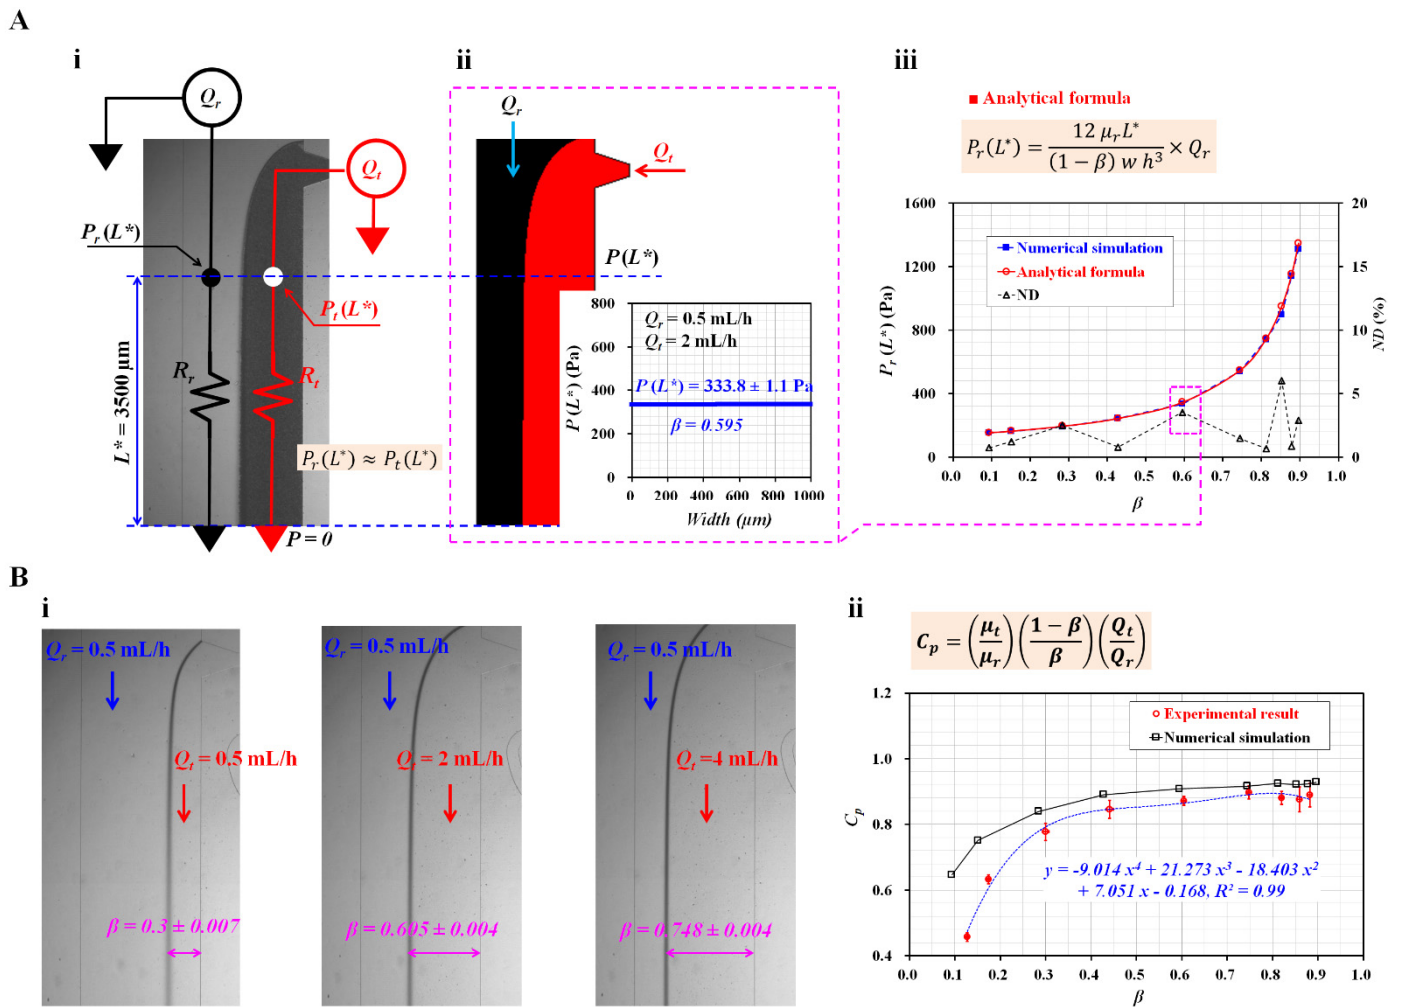 A
i
Q_r
Q_t
P_r(L*)
P_t(L*)
L* = 3500 µm
R_r
R_t
P_r(L*) ≈ P_t(L*)
P = 0
ii
Q_r
Q_t
P(L*)
800
600
400
200
0
P (L*) (Pa)
Q_r = 0.5 mL/h
Q_t = 2 mL/h
P (L*) = 333.8 ± 1.1 Pa
β = 0.595
0 200 400 600 800 1000
Width (µm)
iii
Analytical formula
P_r(L*) = 12 μ_r L* / (1 − β) w h³ × Q_r
1600
1200
800
400
0
P_r (L*) (Pa)
Numerical simulation
Analytical formula
ND
20
15
10
5
0
ND (%)
0 0.1 0.2 0.3 0.4 0.5 0.6 0.7 0.8 0.9 1.0
β
B
i
Q_r = 0.5 mL/h
Q_t = 0.5 mL/h
β = 0.3 ± 0.007
Q_r = 0.5 mL/h
Q_t = 2 mL/h
β = 0.605 ± 0.004
Q_r = 0.5 mL/h
Q_t = 4 mL/h
β = 0.748 ± 0.004
ii
C_p = (μ_t / μ_r) (1 − β / β) (Q_t / Q_r)
1.2
1.0
0.8
0.6
0.4
C_p
Experimental result
Numerical simulation
y = -9.014 x⁴ + 21.273 x³ - 18.403 x²
+ 7.051 x - 0.168, R² = 0.99
0.0 0.1 0.2 0.3 0.4 0.5 0.6 0.7 0.8 0.9 1.0
β